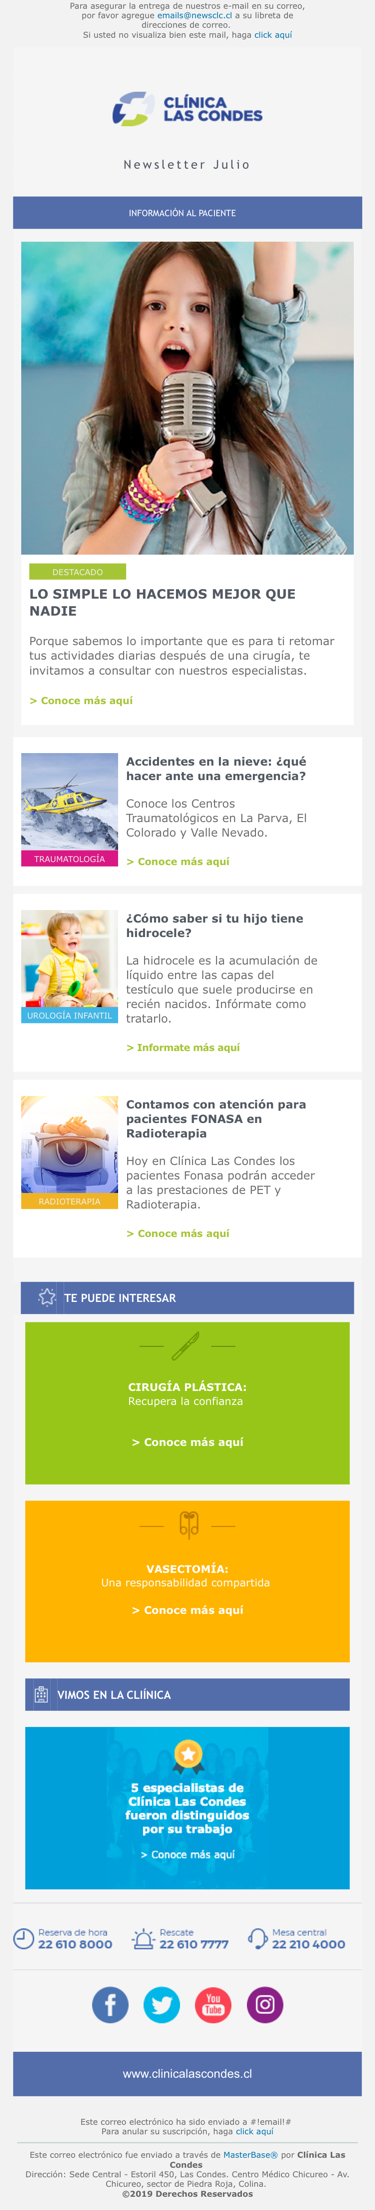 Para asegurar la entrega de nuestros e-mail en su correo,
por favor agregue emails@newsclc.cl a su libreta de
direcciones de correo.
Si usted no visualiza bien este mail, haga click aquí
CLÍNICA
LAS CONDES
Newsletter Julio
INFORMACIÓN AL PACIENTE
DESTACADO
LO SIMPLE LO HACEMOS MEJOR QUE
NADIE
Porque sabemos lo importante que es para ti retomar
tus actividades diarias después de una cirugía, te
invitamos a consultar con nuestros especialistas.
> Conoce más aquí
Accidentes en la nieve: ¿qué
hacer ante una emergencia?
Conoce los Centros
Traumatológicos en La Parva, El
Colorado y Valle Nevado.
TRAUMATOLOGÍA
> Conoce más aquí
¿Cómo saber si tu hijo tiene
hidrocele?
La hidrocele es la acumulación de
líquido entre las capas del
testículo que suele producirse en
recién nacidos. Infórmate como
tratarlo.
UROLOGÍA INFANTIL
> Informate más aquí
Contamos con atención para
pacientes FONASA en
Radioterapia
Hoy en Clínica Las Condes los
pacientes Fonasa podrán acceder
a las prestaciones de PET y
Radioterapia.
RADIOTERAPIA
> Conoce más aquí
TE PUEDE INTERESAR
CIRUGÍA PLÁSTICA:
Recupera la confianza
> Conoce más aquí
VASECTOMÍA:
Una responsabilidad compartida
> Conoce más aquí
VIMOS EN LA CLIÍNICA
5 especialistas de
Clínica Las Condes
fueron distinguidos
por su trabajo
> Conoce más aquí
Reserva de hora
22 610 8000
Rescate
22 610 7777
Mesa central
22 210 4000
You
Tube
www.clinicalascondes.cl
Este correo electrónico ha sido enviado a #!email!#
Para anular su suscripción, haga click aquí
Este correo electrónico fue enviado a través de MasterBase® por Clínica Las
Condes
Dirección: Sede Central - Estoril 450, Las Condes. Centro Médico Chicureo - Av.
Chicureo, sector de Piedra Roja, Colina.
©2019 Derechos Reservados